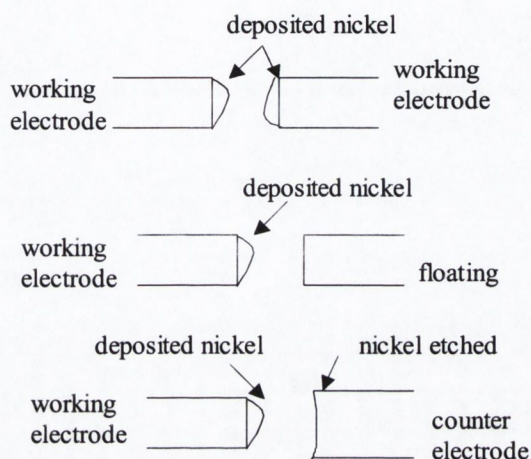 deposited nickel
working
electrode
working
electrode
deposited nickel
working
electrode
floating
deposited nickel
nickel etched
working
electrode
counter
electrode